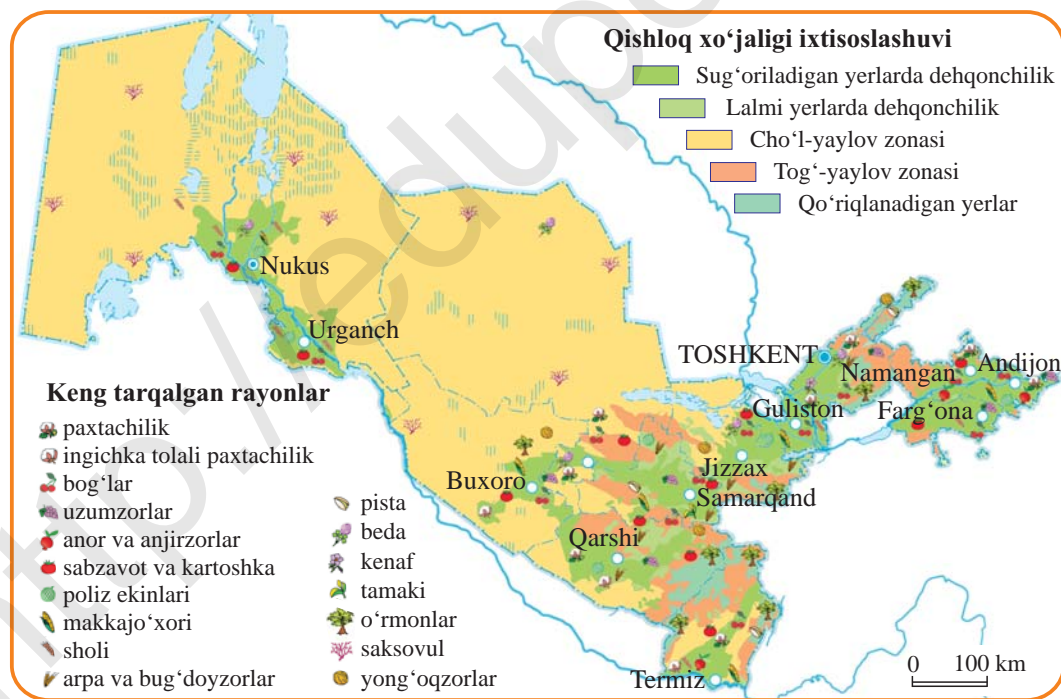 Qishloq xo‘jaligi ixtisoslashuvi
Sug‘oriladigan yerlarda dehqonchilik
Lalmi yerlarda dehqonchilik
Cho‘l-yaylov zonasi
Tog‘-yaylov zonasi
Qo‘riqlanadigan yerlar
Nukus
Urganch
TOSHKENT
Namangan
Andijon
Guliston
Farg‘ona
Jizzax
Buxoro
Samarqand
Qarshi
Termiz
Keng tarqalgan rayonlar
paxtachilik
ingichka tolali paxtachilik
bog‘lar
uzumzorlar
anor va anjirzorlar
sabzavot va kartoshka
poliz ekinlari
makkajo‘xori
sholi
arpa va bug‘doyzorlar
pista
beda
kenaf
tamaki
o‘rmonlar
saksovul
yong‘oqzorlar
0 100 km